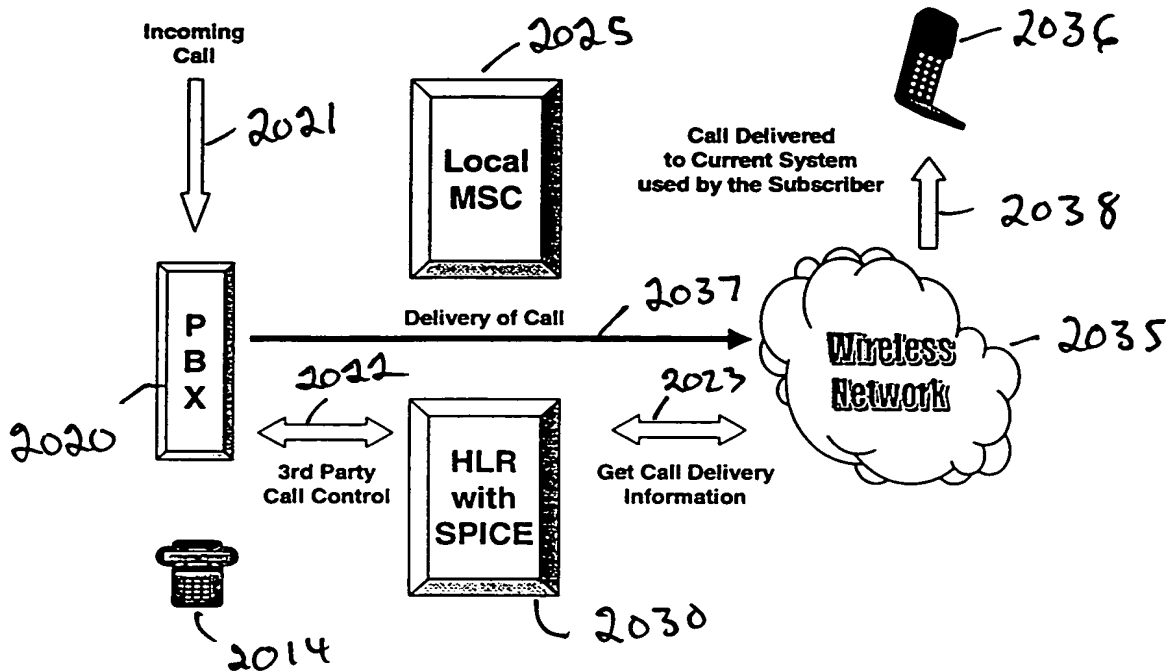 Incoming
Call
2021
2025
Local
MSC
2036
Call Delivered
to Current System
used by the Subscriber
2038
P
B
X
2020
Delivery of Call
2037
Wireless
Network
2035
2022
3rd Party
Call Control
HLR
with
SPICE
2023
Get Call Delivery
Information
2014
2030